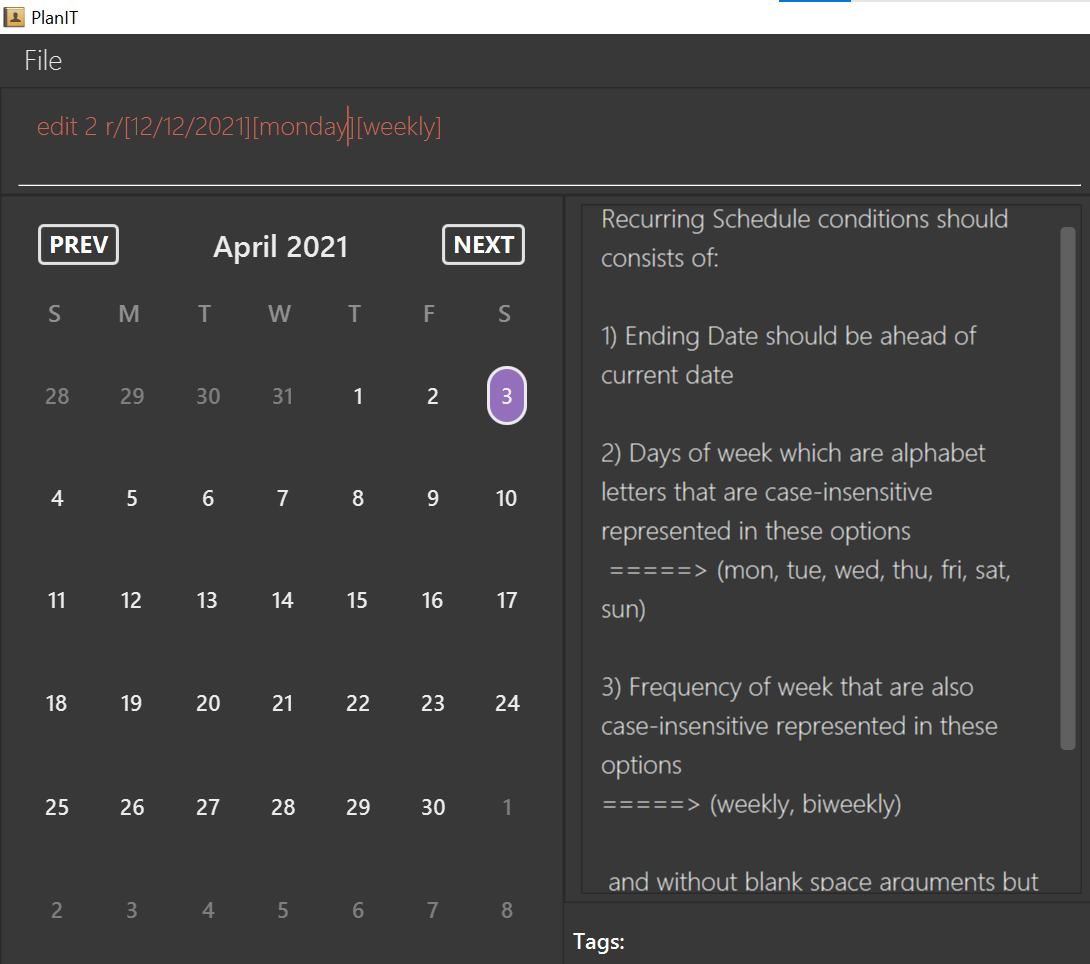 PlanIT
File
edit 2 r/[12/12/2021][monday][weekly]
PREV April 2021 NEXT
S M T W T F S
28 29 30 31 1 2 3
4 5 6 7 8 9 10
11 12 13 14 15 16 17
18 19 20 21 22 23 24
25 26 27 28 29 30 1
2 3 4 5 6 7 8
Recurring Schedule conditions should
consists of:
1) Ending Date should be ahead of
current date
2) Days of week which are alphabet
letters that are case-insensitive
represented in these options
=====> (mon, tue, wed, thu, fri, sat,
sun)
3) Frequency of week that are also
case-insensitive represented in these
options
=====> (weekly, biweekly)
and without blank space arguments but
Tags: